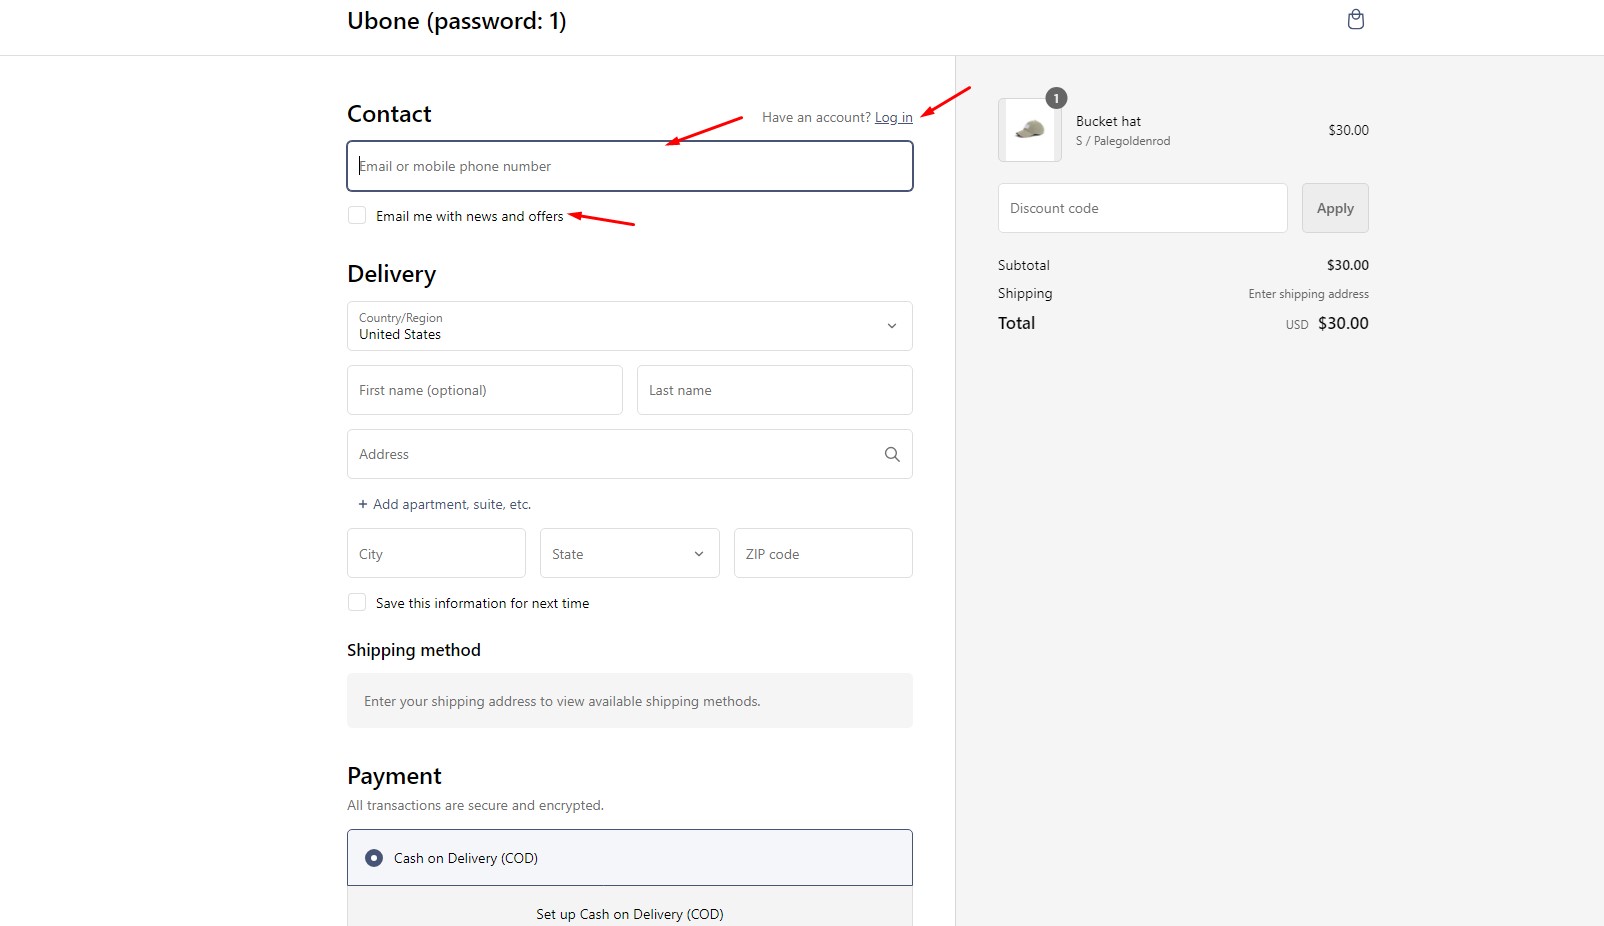 Ubone (password: 1)
Contact
Have an account? Log in
Email or mobile phone number
Email me with news and offers
Delivery
Country/Region
United States
First name (optional)
Last name
Address
+ Add apartment, suite, etc.
City
State
ZIP code
Save this information for next time
Shipping method
Enter your shipping address to view available shipping methods.
Payment
All transactions are secure and encrypted.
Cash on Delivery (COD)
Set up Cash on Delivery (COD)
1
Bucket hat
S / Palegoldenrod
$30.00
Discount code
Apply
Subtotal $30.00
Shipping Enter shipping address
Total USD $30.00